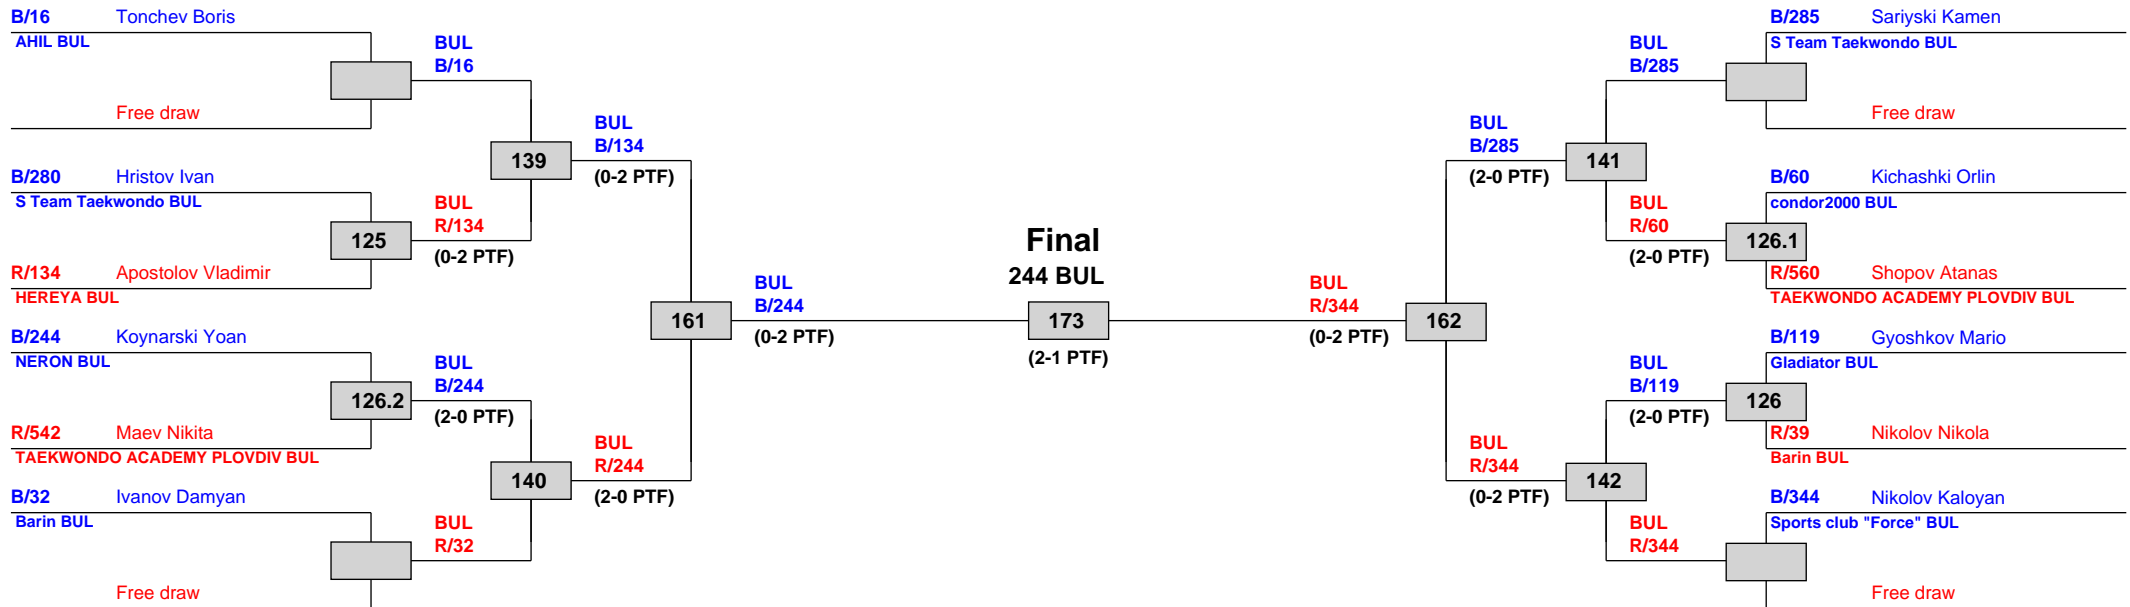 B/16 Tonchev Boris
AHIL BUL
Free draw
BUL
B/16
B/280 Hristov Ivan
S Team Taekwondo BUL
125
R/134 Apostolov Vladimir
HEREYA BUL
BUL
R/134
(0-2 PTF)
139
BUL
B/134
(0-2 PTF)
B/244 Koynarski Yoan
NERON BUL
126.2
R/542 Maev Nikita
TAEKWONDO ACADEMY PLOVDIV BUL
BUL
B/244
(2-0 PTF)
B/32 Ivanov Damyan
Barin BUL
Free draw
BUL
R/32
140
BUL
R/244
(2-0 PTF)
161
BUL
B/244
(0-2 PTF)
Final
244 BUL
173
(2-1 PTF)
BUL
R/344
(0-2 PTF)
162
BUL
B/285
(2-0 PTF)
141
BUL
B/285
B/285 Sariyski Kamen
S Team Taekwondo BUL
Free draw
BUL
R/60
(2-0 PTF)
126.1
B/60 Kichashki Orlin
condor2000 BUL
R/560 Shopov Atanas
TAEKWONDO ACADEMY PLOVDIV BUL
BUL
R/344
(0-2 PTF)
142
BUL
B/119
(2-0 PTF)
126
B/119 Gyoshkov Mario
Gladiator BUL
R/39 Nikolov Nikola
Barin BUL
BUL
R/344
B/344 Nikolov Kaloyan
Sports club "Force" BUL
Free draw